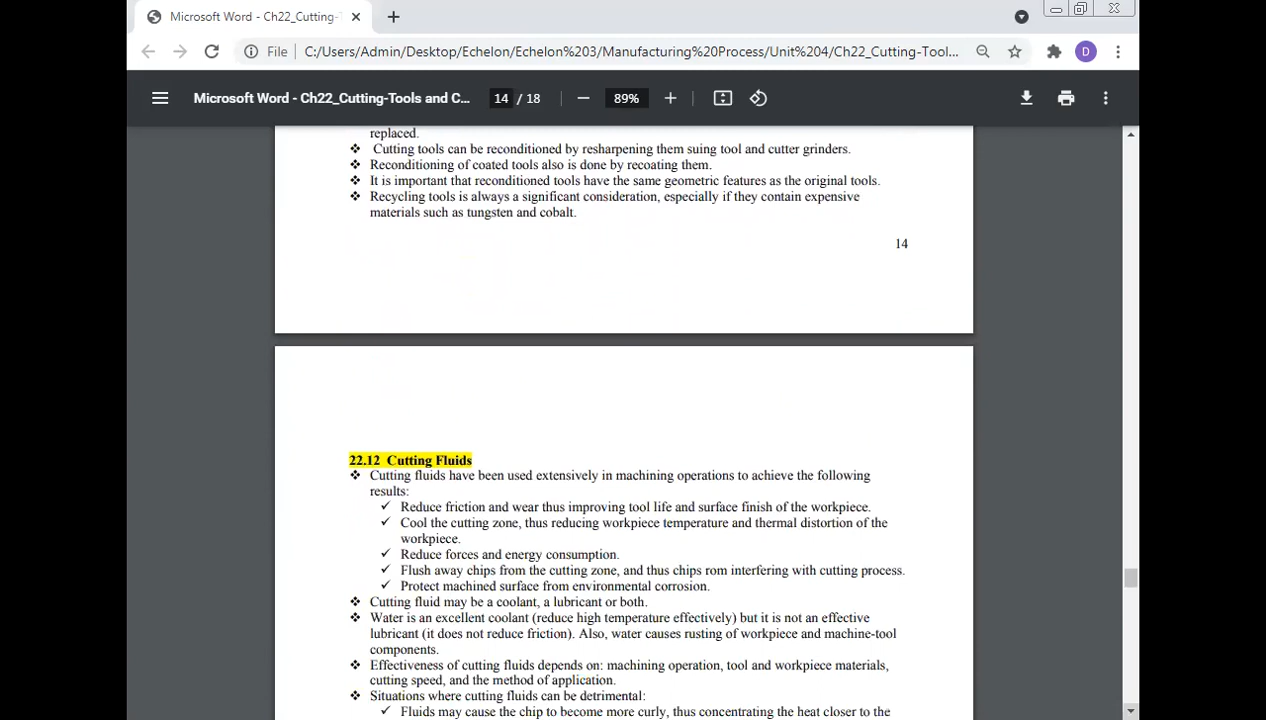 Microsoft Word - Ch22_Cutting-T
File
C:/Users/Admin/Desktop/Echelon/Echelon%203/Manufacturing%20Process/Unit%204/Ch22_Cutting-Tool...
D
Microsoft Word - Ch22_Cutting-Tools and C...
14 / 18
89%
replaced.
❖ Cutting tools can be reconditioned by resharpening them suing tool and cutter grinders.
❖ Reconditioning of coated tools also is done by recoating them.
❖ It is important that reconditioned tools have the same geometric features as the original tools.
❖ Recycling tools is always a significant consideration, especially if they contain expensive
materials such as tungsten and cobalt.
14
22.12 Cutting Fluids
❖ Cutting fluids have been used extensively in machining operations to achieve the following
results:
✓ Reduce friction and wear thus improving tool life and surface finish of the workpiece.
✓ Cool the cutting zone, thus reducing workpiece temperature and thermal distortion of the
workpiece.
✓ Reduce forces and energy consumption.
✓ Flush away chips from the cutting zone, and thus chips rom interfering with cutting process.
✓ Protect machined surface from environmental corrosion.
❖ Cutting fluid may be a coolant, a lubricant or both.
❖ Water is an excellent coolant (reduce high temperature effectively) but it is not an effective
lubricant (it does not reduce friction). Also, water causes rusting of workpiece and machine-tool
components.
❖ Effectiveness of cutting fluids depends on: machining operation, tool and workpiece materials,
cutting speed, and the method of application.
❖ Situations where cutting fluids can be detrimental:
✓ Fluids may cause the chip to become more curly, thus concentrating the heat closer to the